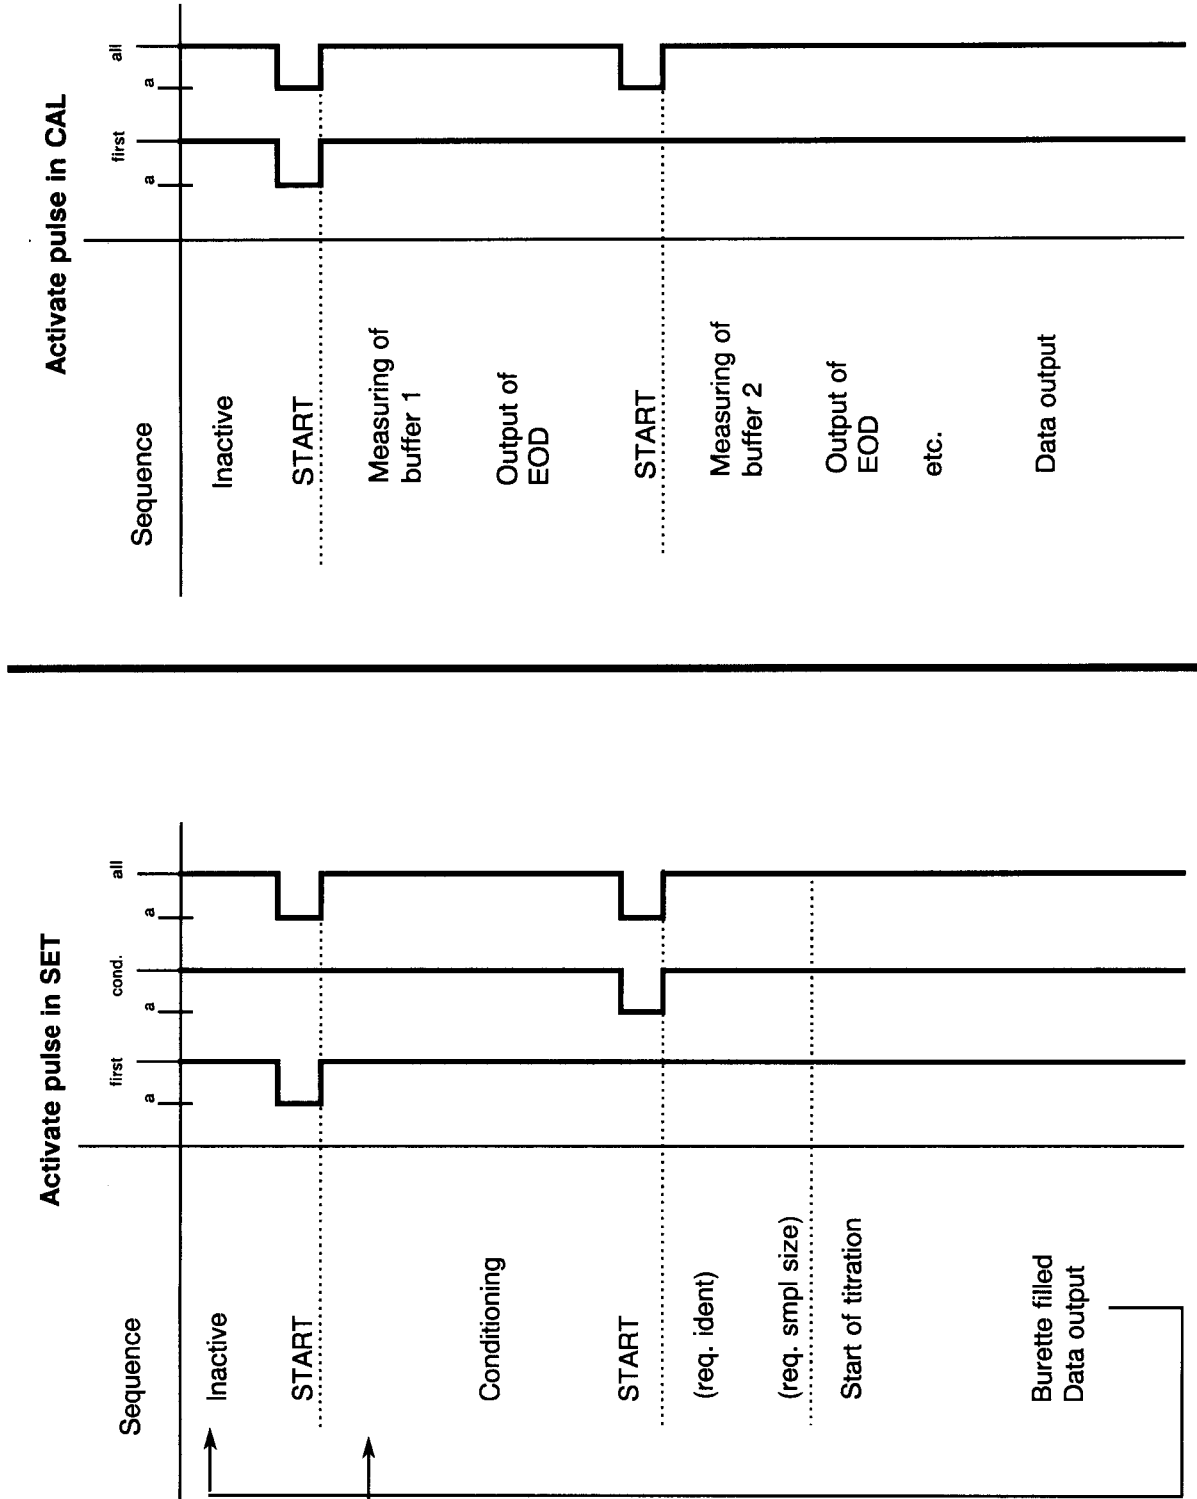 Activate pulse in SET
first cond. all
Sequence
a a a
Inactive
START
Conditioning
START
(req. ident)
(req. smpl size)
Start of titration
Burette filled
Data output
Activate pulse in CAL
first all
Sequence
a a
Inactive
START
Measuring of
buffer 1
Output of
EOD
START
Measuring of
buffer 2
Output of
EOD
etc.
Data output